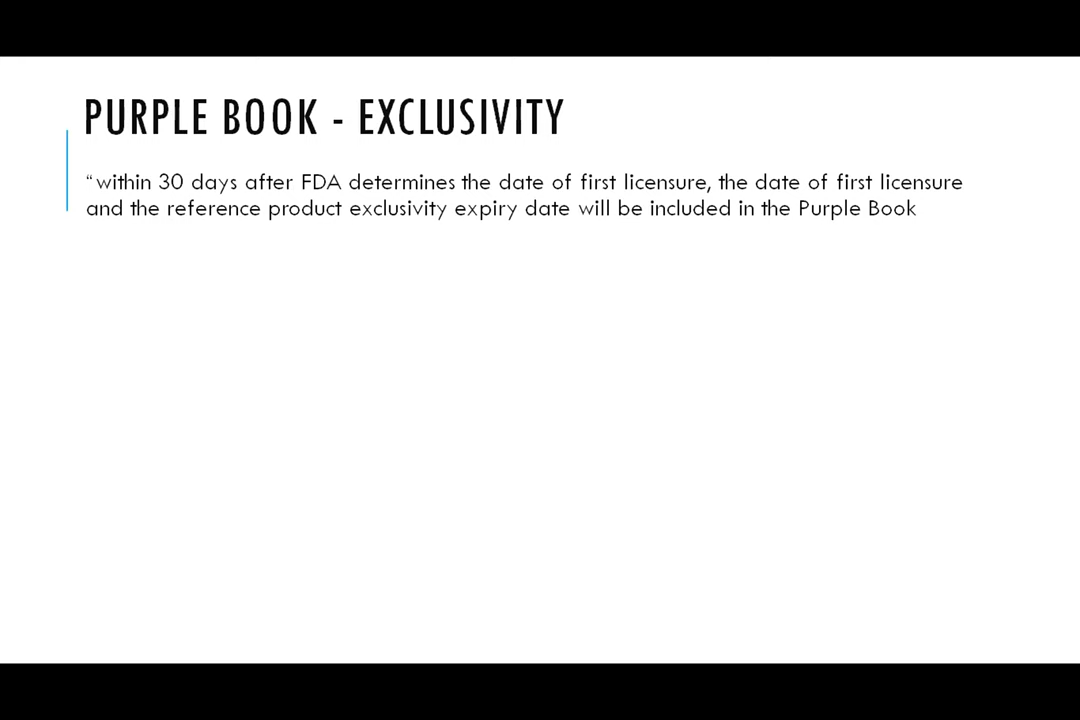 PURPLE BOOK - EXCLUSIVITY
“within 30 days after FDA determines the date of first licensure, the date of first licensure
and the reference product exclusivity expiry date will be included in the Purple Book